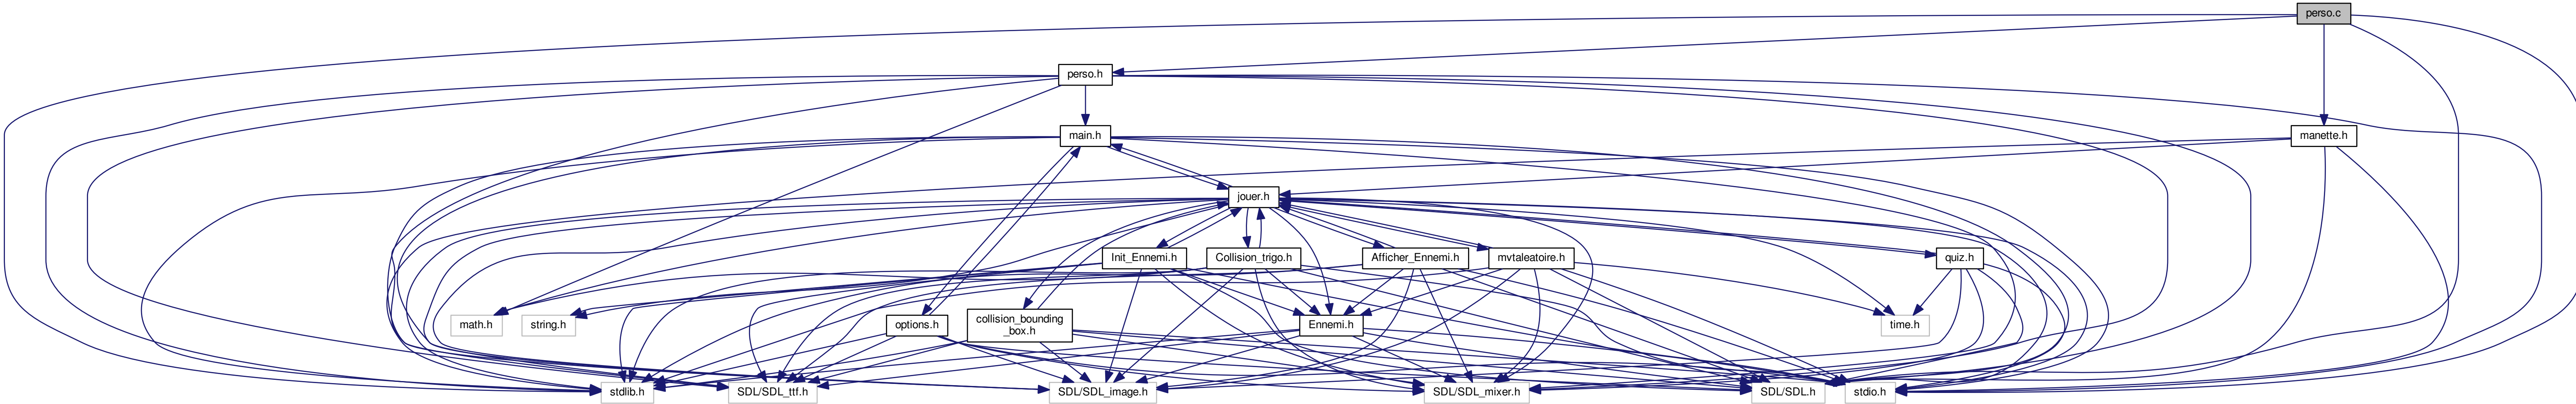 perso.c
perso.h
main.h
manette.h
jouer.h
Init_Ennemi.h
Collision_trigo.h
Afficher_Ennemi.h
mvtaleatoire.h
quiz.h
math.h
string.h
options.h
collision_bounding
_box.h
Ennemi.h
time.h
stdlib.h
SDL/SDL_ttf.h
SDL/SDL_image.h
SDL/SDL_mixer.h
SDL/SDL.h
stdio.h